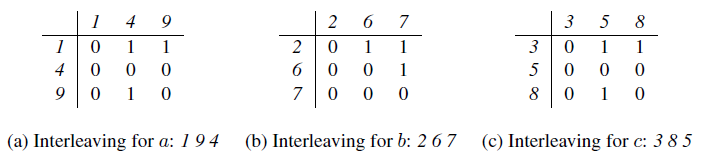 1 4 9 2 6 7 3 5 8
1 0 1 1 2 0 1 1 3 0 1 1
4 0 0 0 6 0 0 1 5 0 0 0
9 0 1 0 7 0 0 0 8 0 1 0
(a) Interleaving for a: 1 9 4 (b) Interleaving for b: 2 6 7 (c) Interleaving for c: 3 8 5